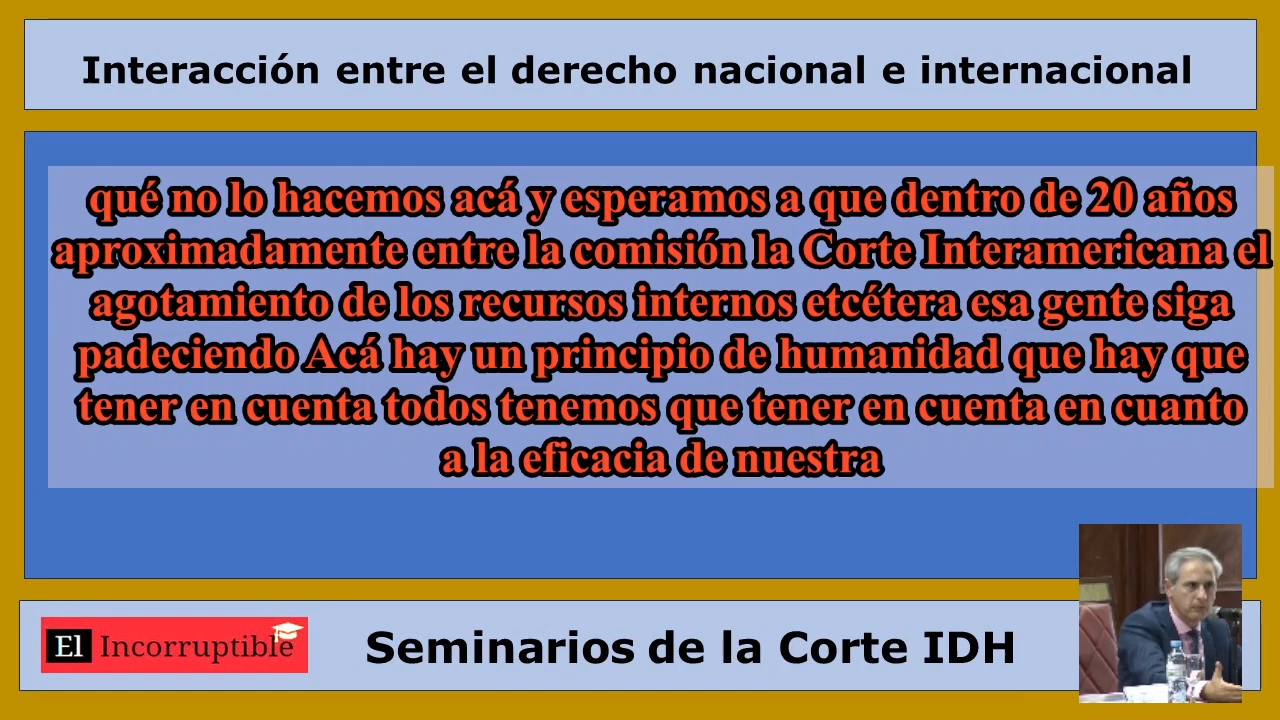 Interacción entre el derecho nacional e internacional
qué no lo hacemos acá y esperamos a que dentro de 20 años
aproximadamente entre la comisión la Corte Interamericana el
agotamiento de los recursos internos etcétera esa gente siga
padeciendo Acá hay un principio de humanidad que hay que
tener en cuenta todos tenemos que tener en cuenta en cuanto
a la eficacia de nuestra
El Incorruptible
Seminarios de la Corte IDH